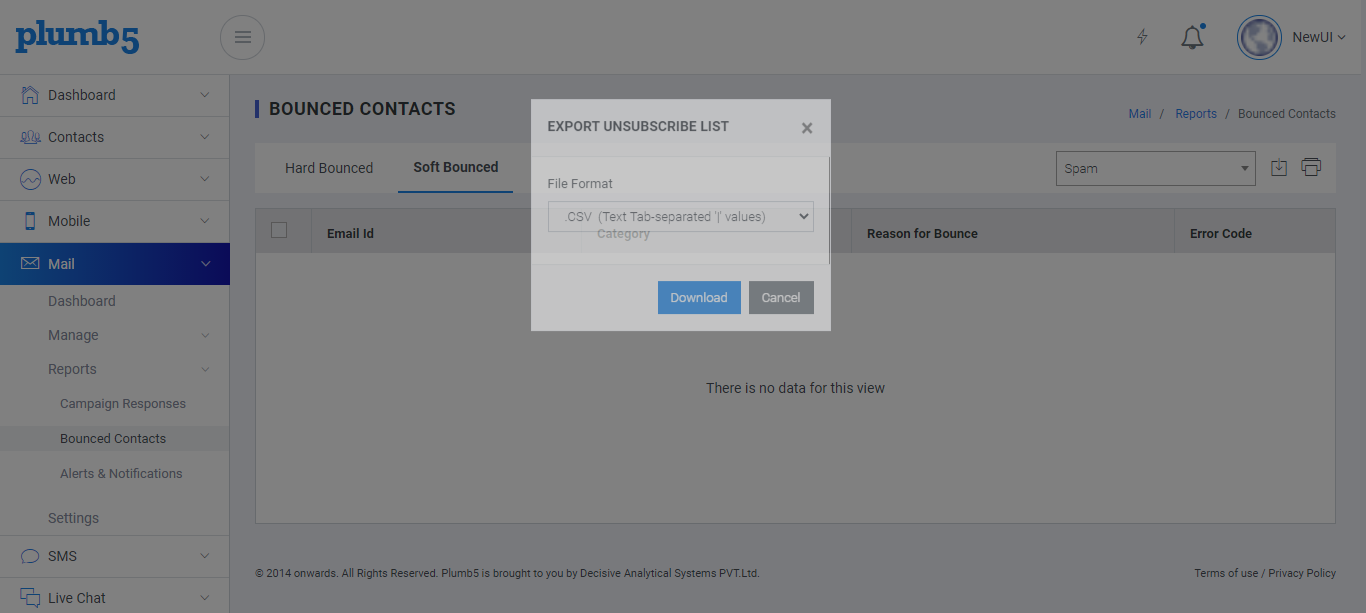 plumb5
NewUI
Dashboard
Contacts
Web
Mobile
Mail
Dashboard
Manage
Reports
Campaign Responses
Bounced Contacts
Alerts & Notifications
Settings
SMS
Live Chat
BOUNCED CONTACTS
Mail / Reports / Bounced Contacts
Hard Bounced
Soft Bounced
Spam
Email Id
Category
Reason for Bounce
Error Code
There is no data for this view
EXPORT UNSUBSCRIBE LIST
×
File Format
.CSV (Text Tab-separated '|' values)
Download
Cancel
© 2014 onwards. All Rights Reserved. Plumb5 is brought to you by Decisive Analytical Systems PVT.Ltd.
Terms of use / Privacy Policy